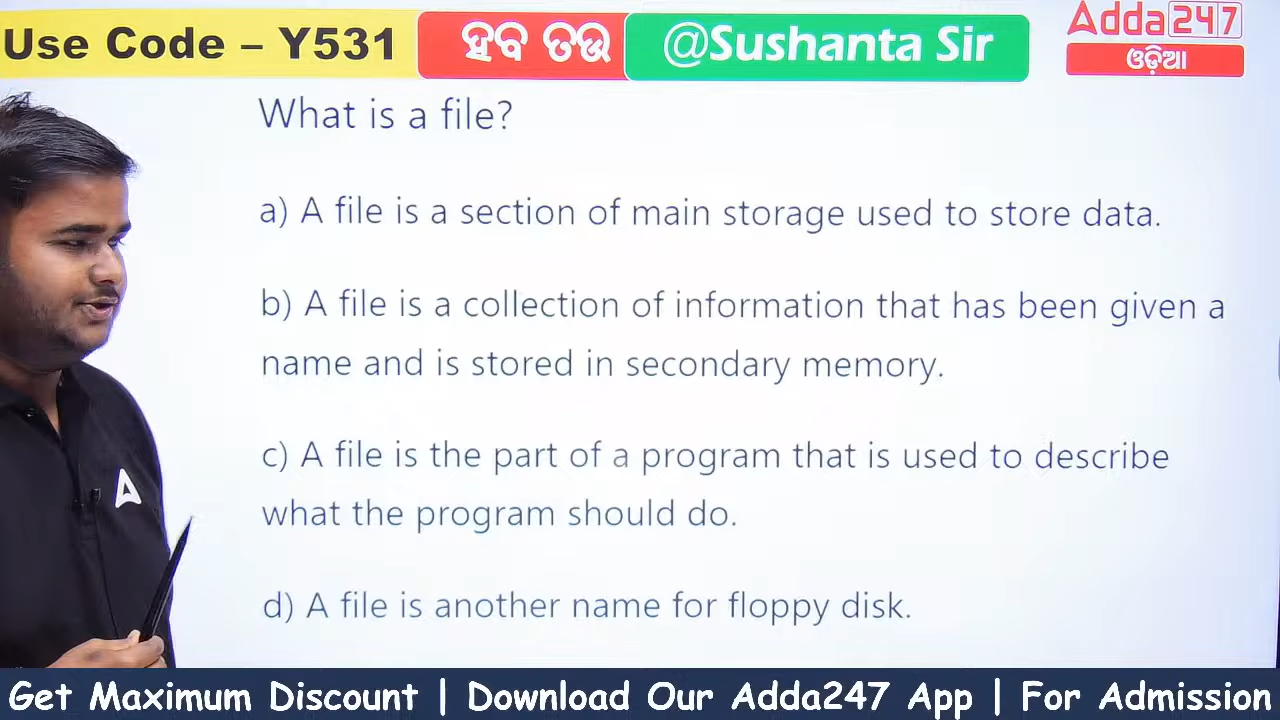 Use Code – Y531
ହବ ତଉ
@Sushanta Sir
Adda247
ଓଡ଼ିଆ
What is a file?
a) A file is a section of main storage used to store data.
b) A file is a collection of information that has been given a
name and is stored in secondary memory.
c) A file is the part of a program that is used to describe
what the program should do.
d) A file is another name for floppy disk.
Get Maximum Discount | Download Our Adda247 App | For Admission